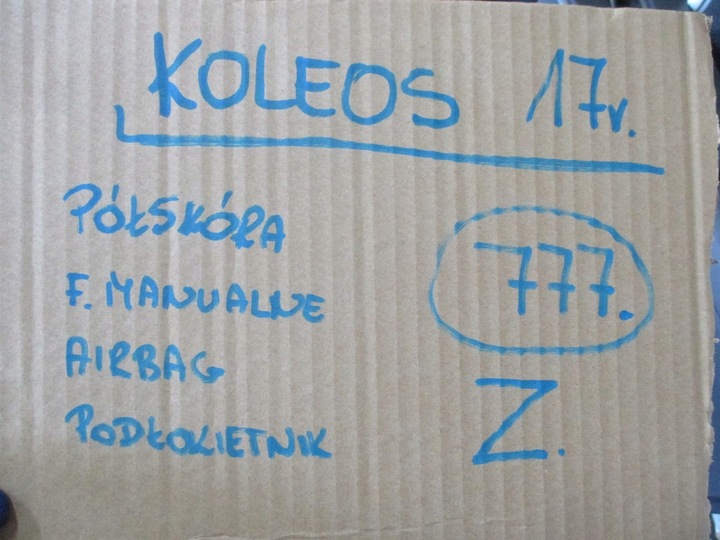 KOLEOS 17r.
PÓŁSKÓRA
777.
F. MANUALNE
AIRBAG
PODŁOKIETNIK
Z.